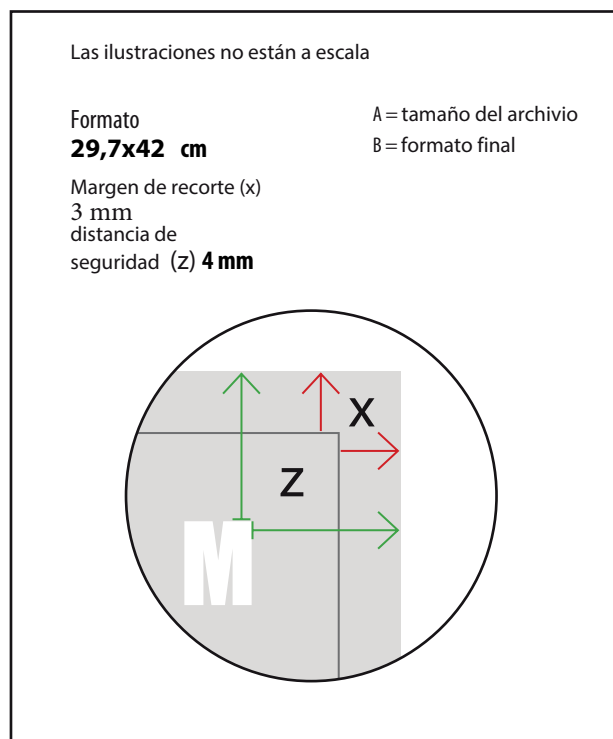 Las ilustraciones no están a escala
Formato
29,7x42 cm
A = tamaño del archivio
B = formato final
Margen de recorte (x)
3 mm
distancia de
seguridad (z) 4 mm
x
z
M